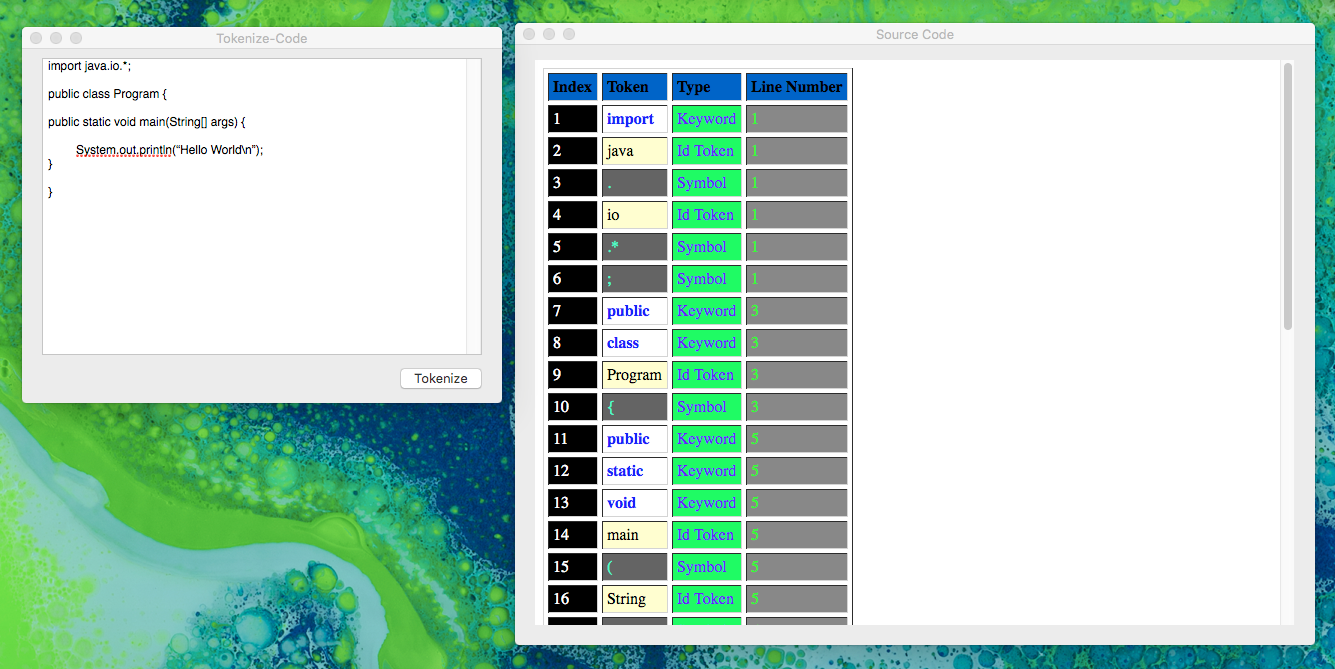 Tokenize-Code
import java.io.*;
public class Program {
public static void main(String[] args) {
System.out.println(“Hello World\n”);
}
}
Tokenize
Source Code
Index Token Type Line Number
1 import Keyword 1
2 java Id Token 1
3 . Symbol 1
4 io Id Token 1
5 .* Symbol 1
6 ; Symbol 1
7 public Keyword 3
8 class Keyword 3
9 Program Id Token 3
10 { Symbol 3
11 public Keyword 5
12 static Keyword 5
13 void Keyword 5
14 main Id Token 5
15 ( Symbol 5
16 String Id Token 5